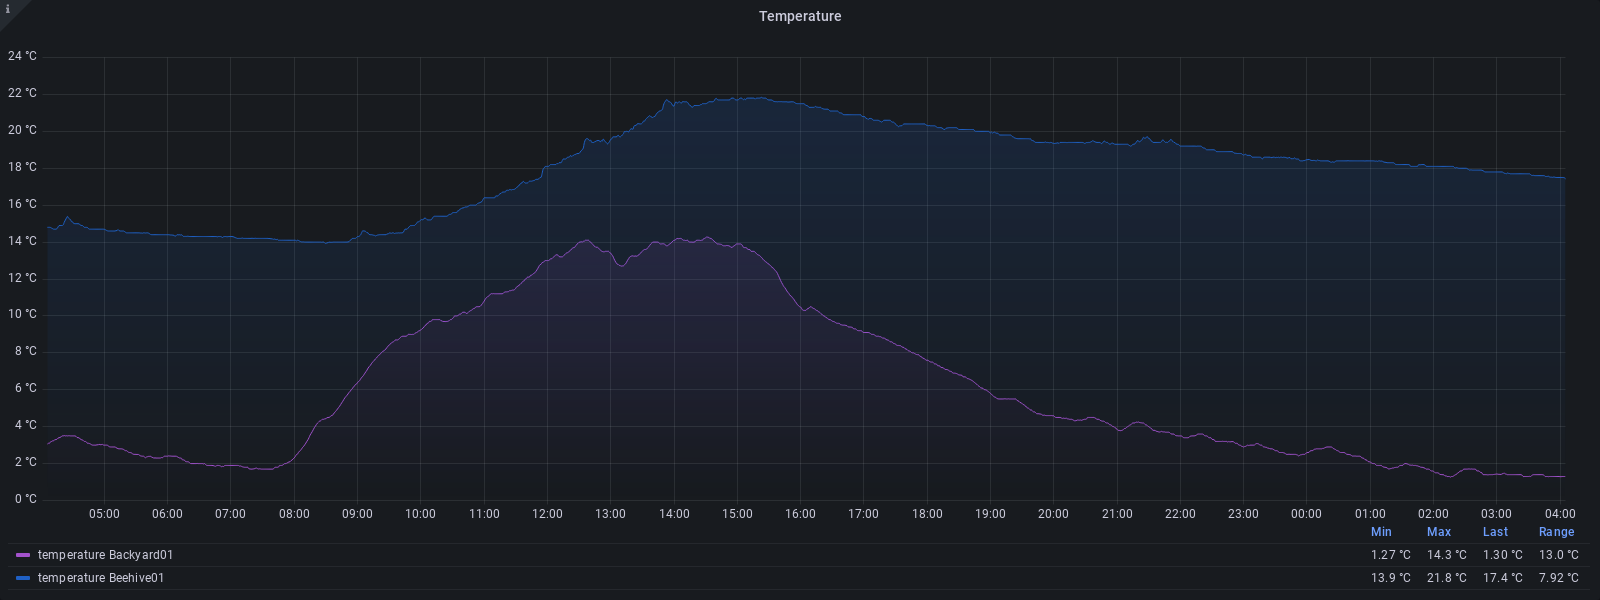 i
Temperature
24 °C
22 °C
20 °C
18 °C
16 °C
14 °C
12 °C
10 °C
8 °C
6 °C
4 °C
2 °C
0 °C
05:00 06:00 07:00 08:00 09:00 10:00 11:00 12:00 13:00 14:00 15:00 16:00 17:00 18:00 19:00 20:00 21:00 22:00 23:00 00:00 01:00 02:00 03:00 04:00
Min Max Last Range
temperature Backyard01 1.27 °C 14.3 °C 1.30 °C 13.0 °C
temperature Beehive01 13.9 °C 21.8 °C 17.4 °C 7.92 °C